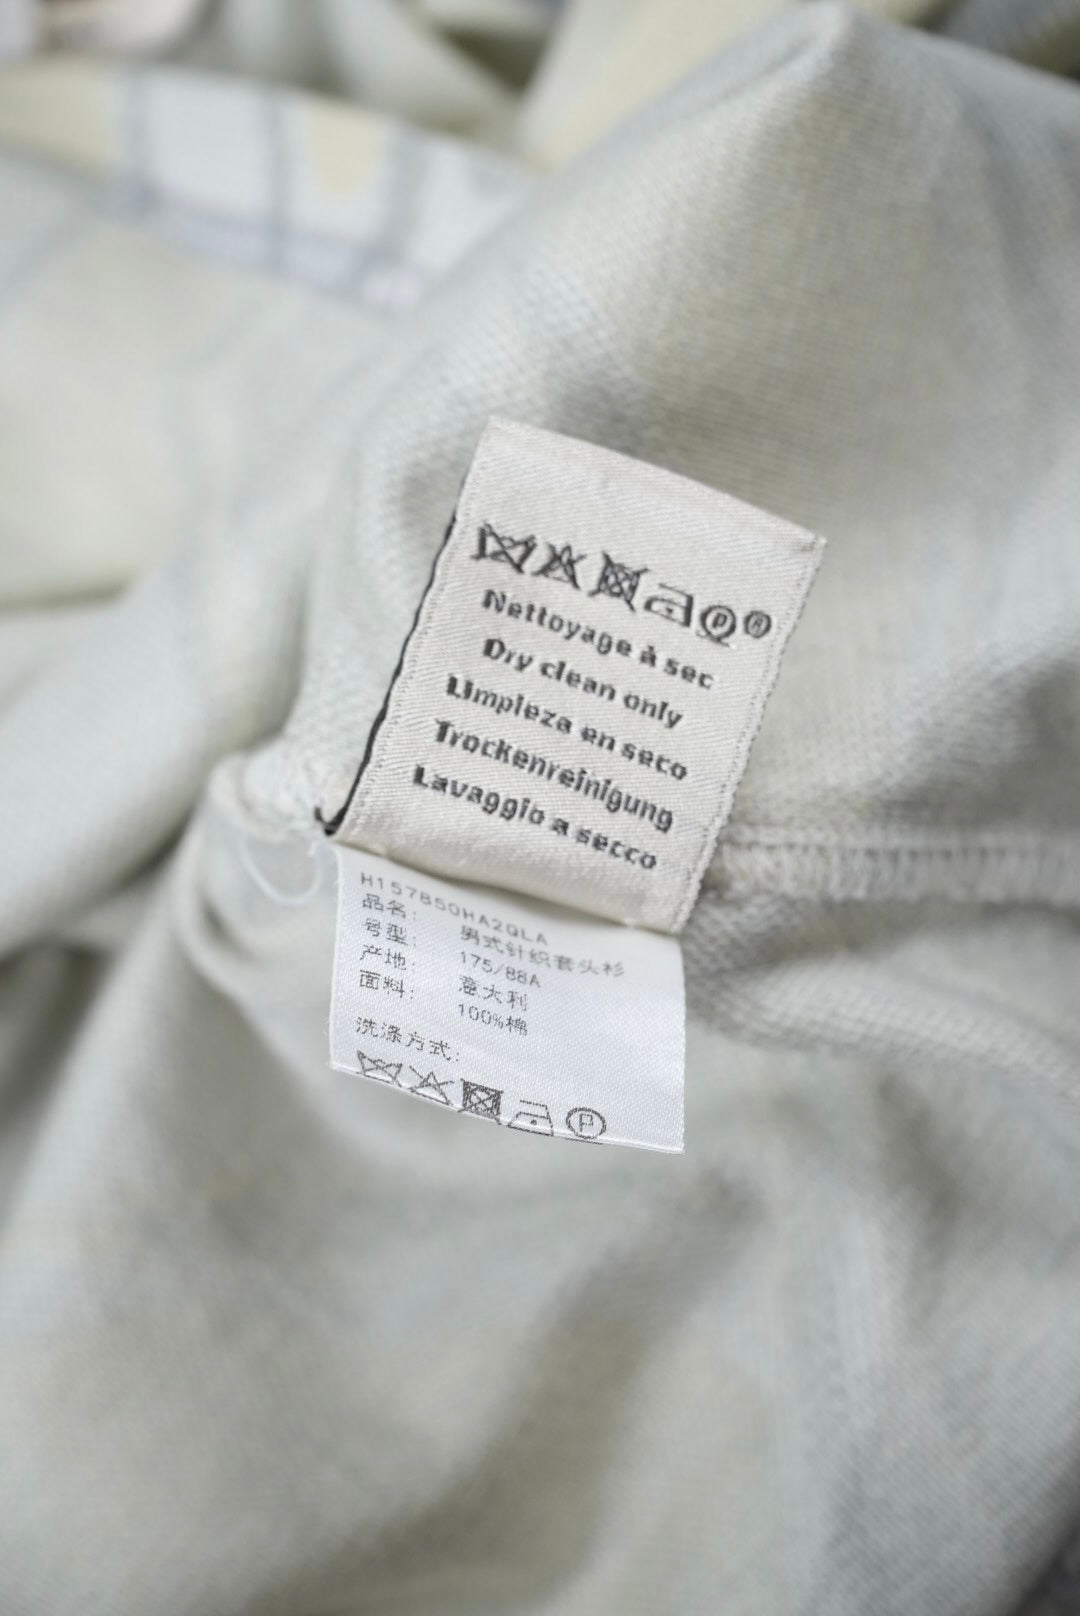 Nettoyage à sec
Dry clean only
Limpieza en seco
Trockenreinigung
Lavaggio a secco
H157850HA2QLA
品名: 男式针织套头衫
号型: 175/88A
产地: 意大利
面料: 100%棉
洗涤方式: